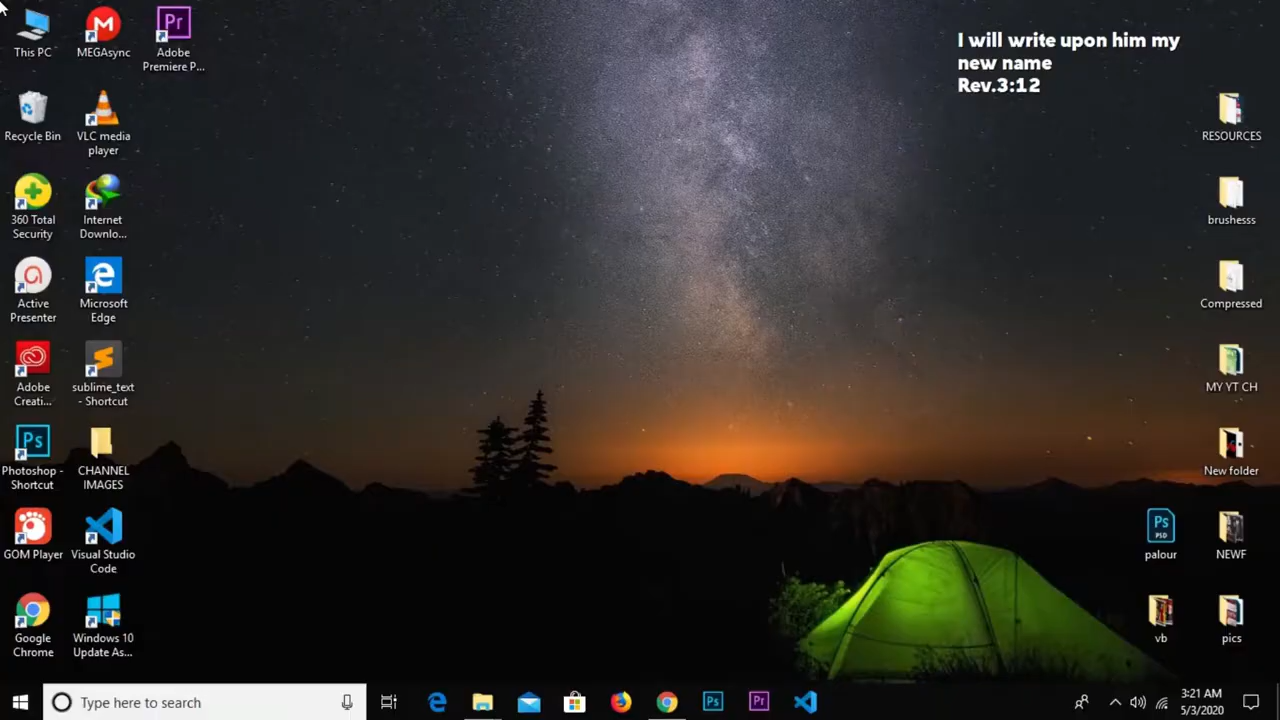 This PC
MEGAsync
Adobe
Premiere P...
I will write upon him my
new name
Rev.3:12
Recycle Bin
VLC media
player
RESOURCES
360 Total
Security
Internet
Downlo...
brushesss
Active
Presenter
Microsoft
Edge
Compressed
Adobe
Creati...
sublime_text
- Shortcut
MY YT CH
Photoshop -
Shortcut
CHANNEL
IMAGES
New folder
GOM Player
Visual Studio
Code
palour
NEWF
Google
Chrome
Windows 10
Update As...
vb
pics
Type here to search
3:21 AM
5/3/2020